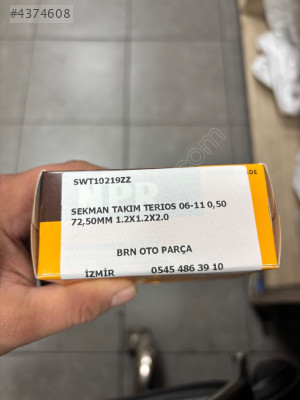 #4374608
SWT10219ZZ
SEKMAN TAKIM TERIOS 06-11 0,50
72,50MM 1.2X1.2X2.0
BRN OTO PARÇA
İZMİR 0545 486 39 10